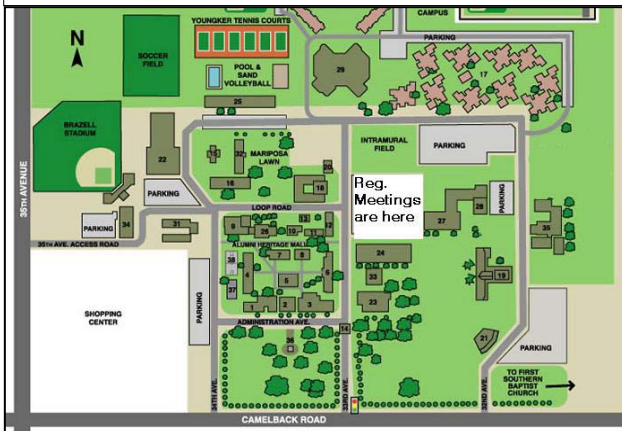 YOUNGKER TENNIS COURTS
CAMPUS
N
SOCCER
FIELD
PARKING
POOL &
SAND
VOLLEYBALL
29
17
25
BRAZELL
STADIUM
22
32
MARIPOSA
LAWN
INTRAMURAL
FIELD
PARKING
20
16
18
PARKING
LOOP ROAD
Reg.
Meetings
are here
28
PARKING
27
35TH AVENUE
PARKING
34
31
9
26
10
13
11
12
35
35TH AVE. ACCESS ROAD
ALUMNI HERITAGE MALL
38
4
7
8
6
24
33
19
37
5
1
2
3
23
SHOPPING
CENTER
PARKING
ADMINISTRATION AVE.
14
36
21
PARKING
34TH AVE.
33RD AVE.
32ND AVE.
TO FIRST
SOUTHERN
BAPTIST
CHURCH
CAMELBACK ROAD